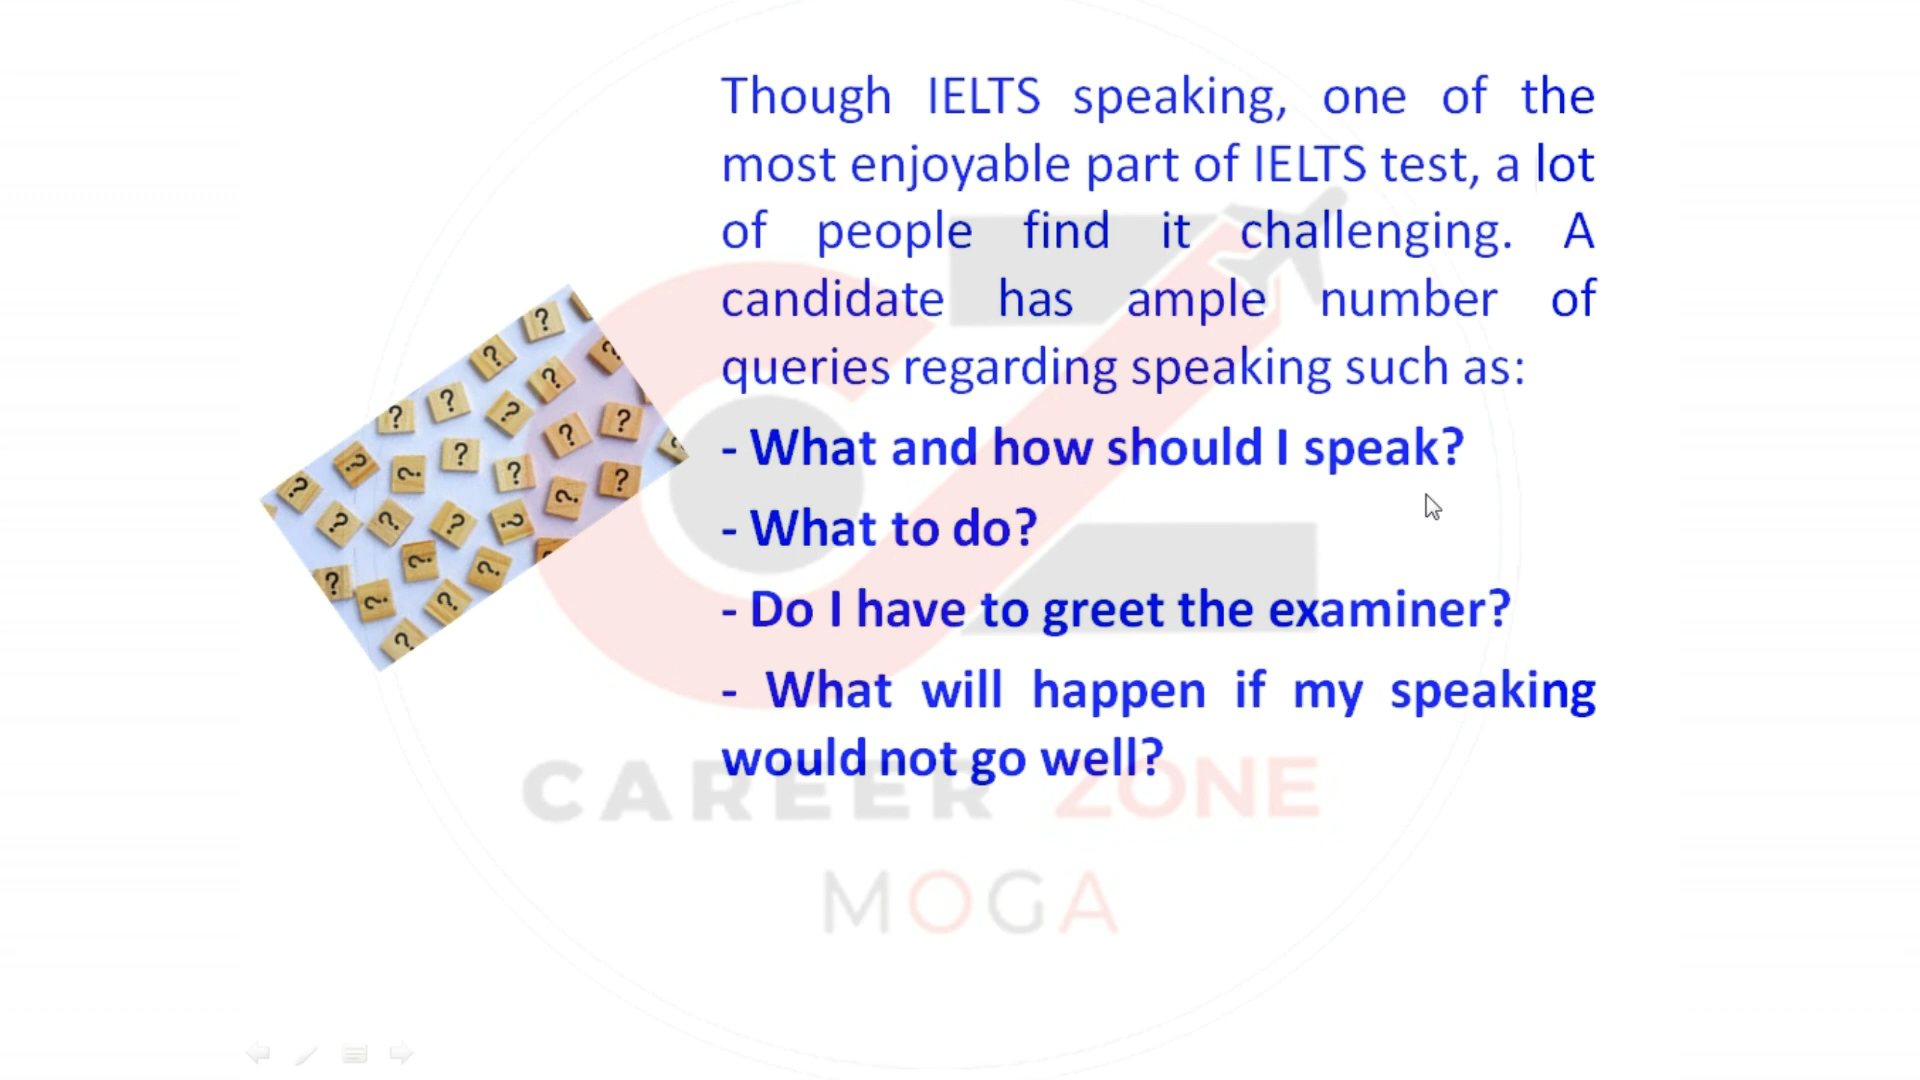 Though IELTS speaking, one of the
most enjoyable part of IELTS test, a lot
of people find it challenging. A
candidate has ample number of
queries regarding speaking such as:
- What and how should I speak?
- What to do?
- Do I have to greet the examiner?
- What will happen if my speaking
would not go well?
CAREER ZONE
MOGA